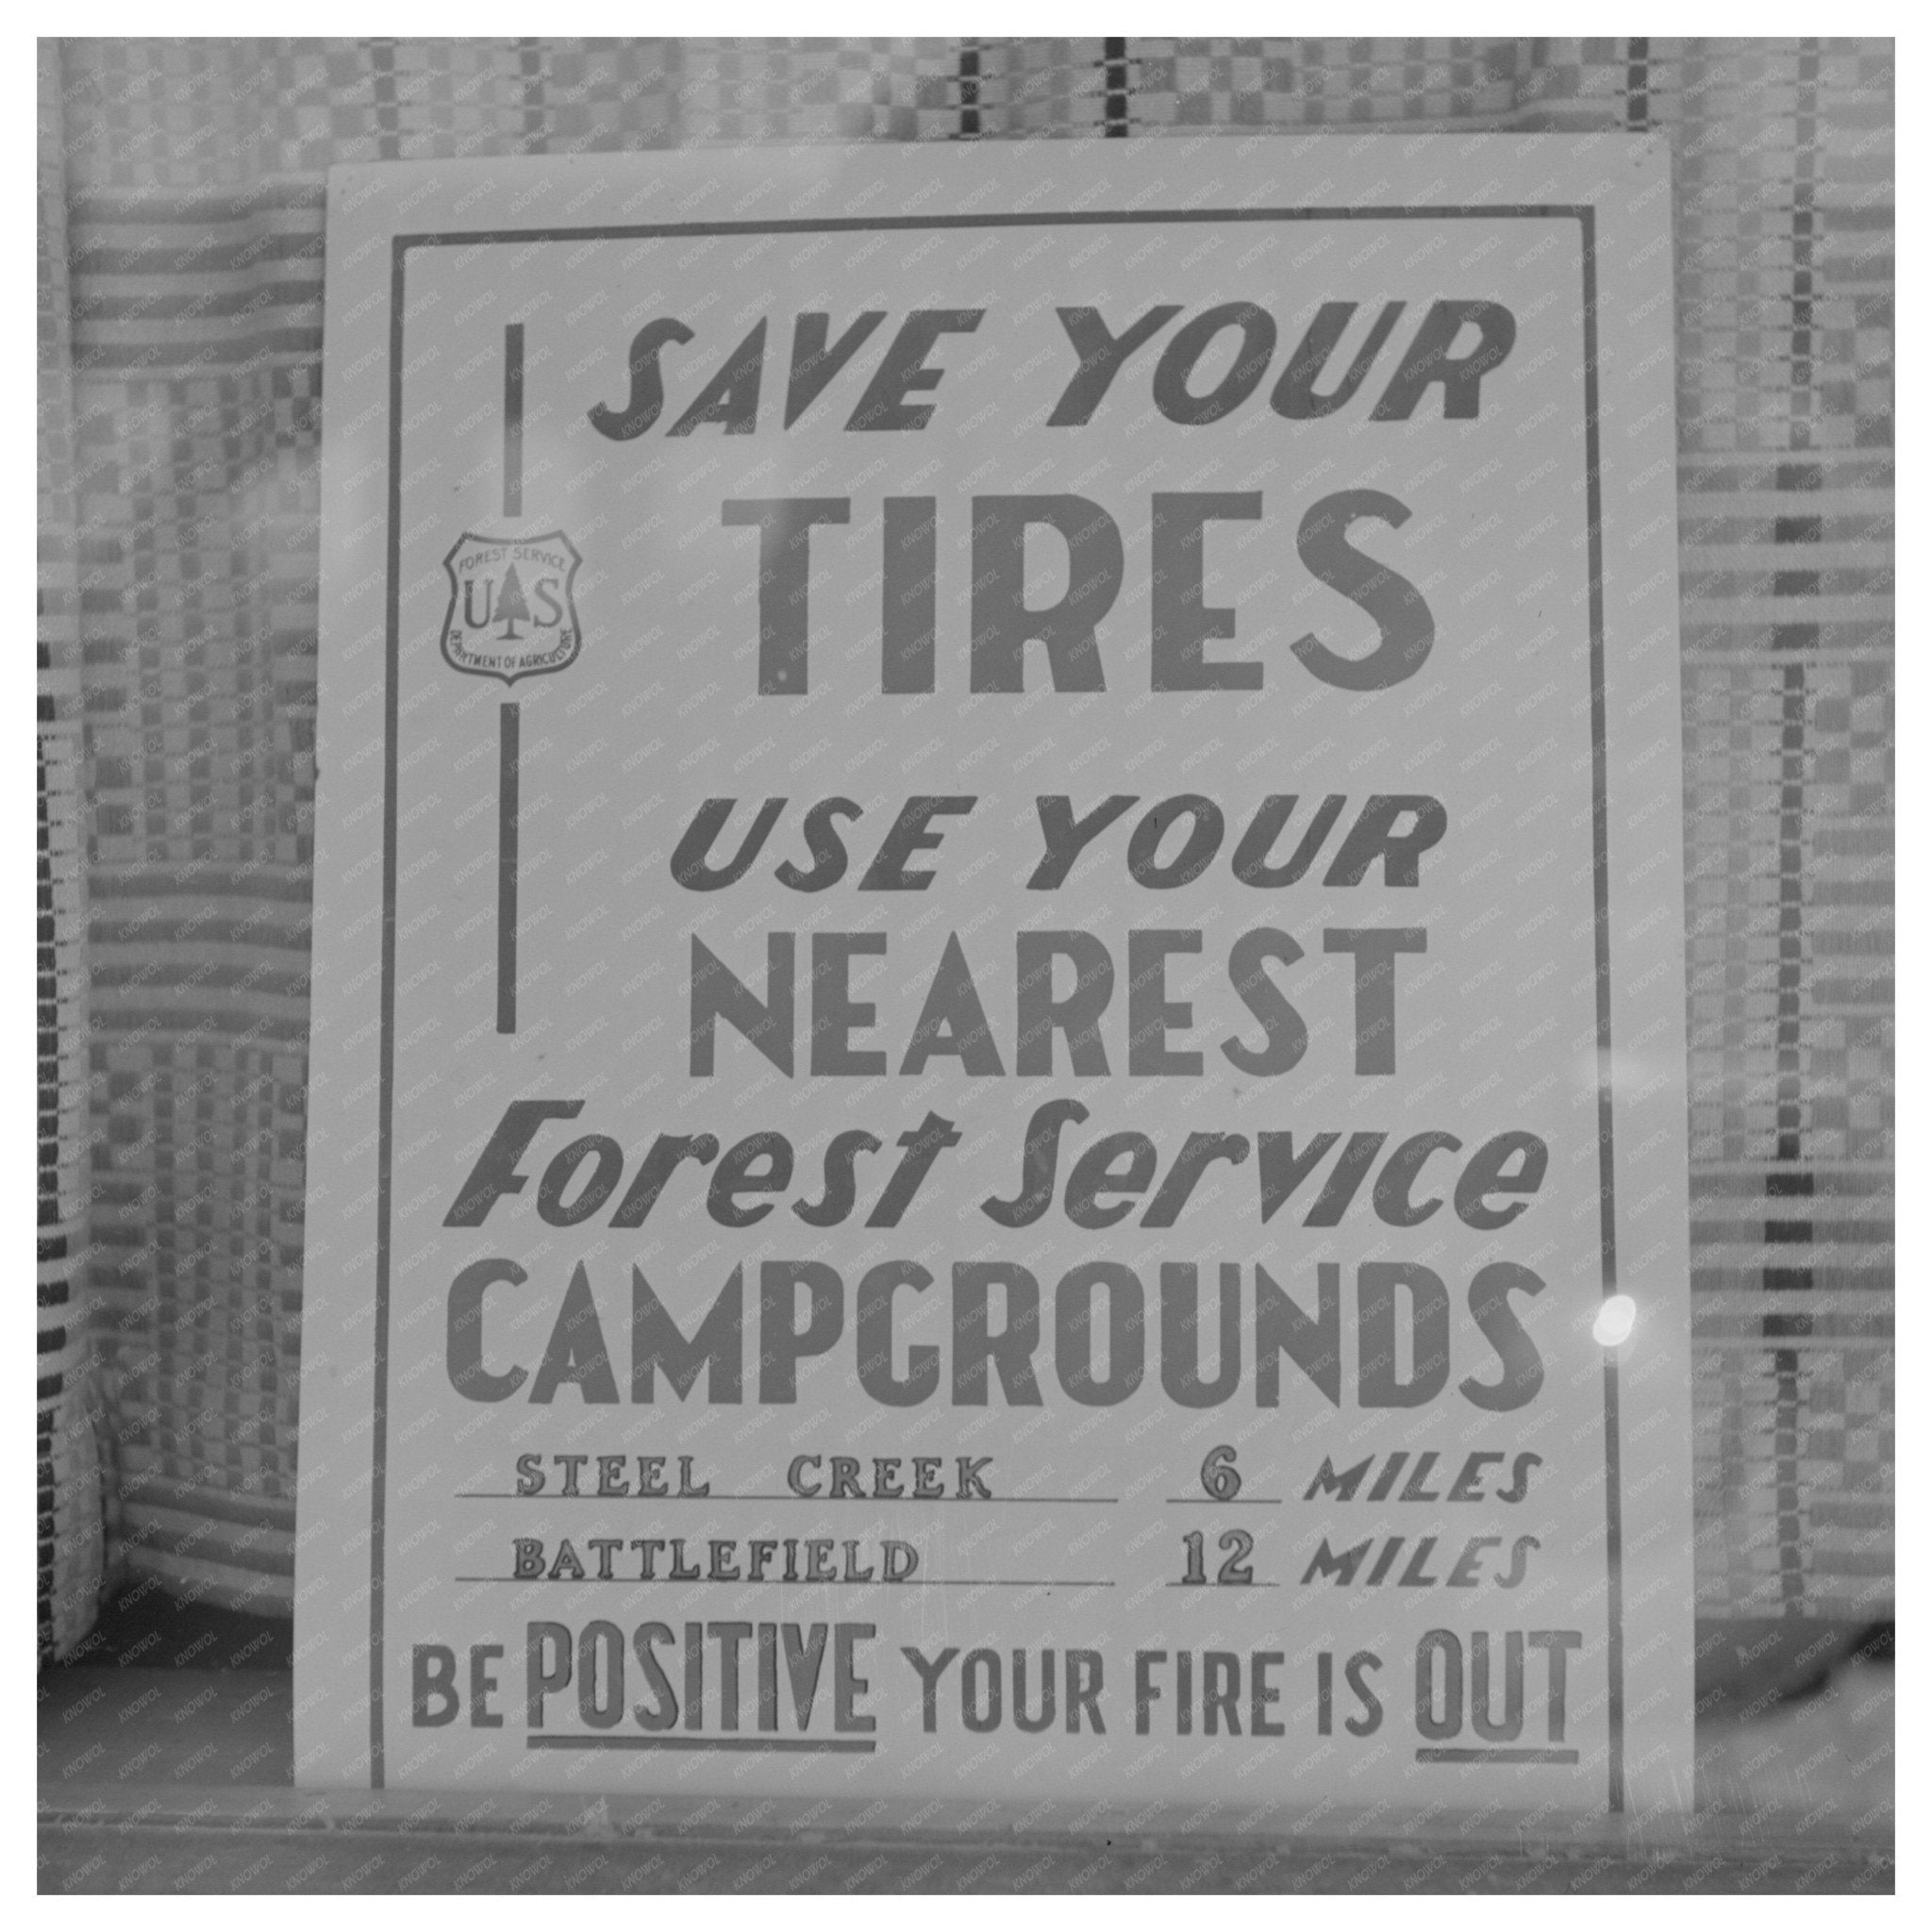 SAVE YOUR
TIRES
FOREST SERVICE
U S
DEPARTMENT OF AGRICULTURE
USE YOUR
NEAREST
Forest Service
CAMPGROUNDS
STEEL CREEK 6 MILES
BATTLEFIELD 12 MILES
BE POSITIVE YOUR FIRE IS OUT
KNOWOL